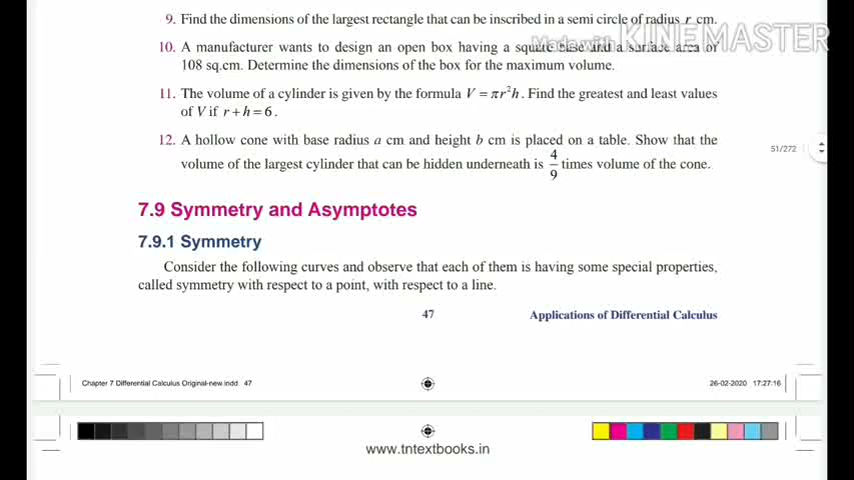 9. Find the dimensions of the largest rectangle that can be inscribed in a semi circle of radius r cm.
Made with KINEMASTER
10. A manufacturer wants to design an open box having a square base and a surface area of
108 sq.cm. Determine the dimensions of the box for the maximum volume.
11. The volume of a cylinder is given by the formula V = πr²h. Find the greatest and least values
of V if r + h = 6.
12. A hollow cone with base radius a cm and height b cm is placed on a table. Show that the
volume of the largest cylinder that can be hidden underneath is 4/9 times volume of the cone.
51/272
7.9 Symmetry and Asymptotes
7.9.1 Symmetry
Consider the following curves and observe that each of them is having some special properties,
called symmetry with respect to a point, with respect to a line.
47 Applications of Differential Calculus
Chapter 7 Differential Calculus Original-new.indd 47 26-02-2020 17:27:16
www.tntextbooks.in